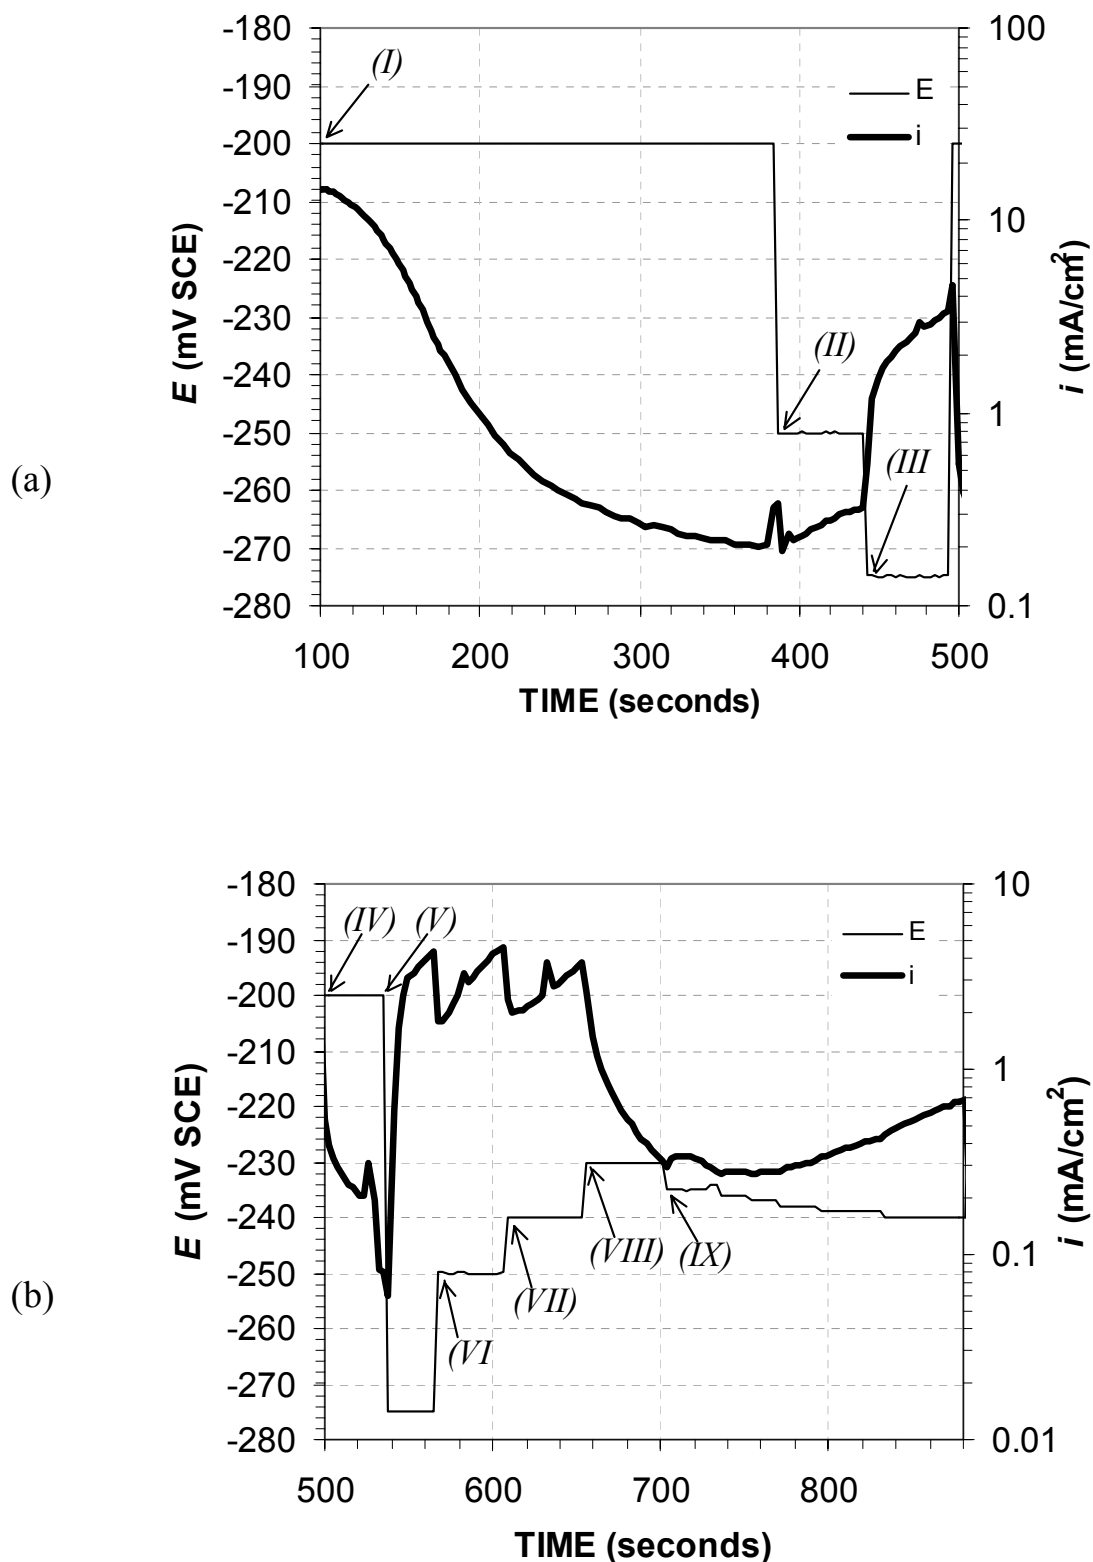 (a)
-180
-190
-200
-210
-220
-230
-240
-250
-260
-270
-280
E (mV SCE)
(I)
(II)
(III
E
i
100
10
1
0.1
i (mA/cm²)
100 200 300 400 500
TIME (seconds)
(b)
-180
-190
-200
-210
-220
-230
-240
-250
-260
-270
-280
E (mV SCE)
(IV) (V)
(VI
(VII)
(VIII)
(IX)
E
i
10
1
0.1
0.01
i (mA/cm²)
500 600 700 800
TIME (seconds)